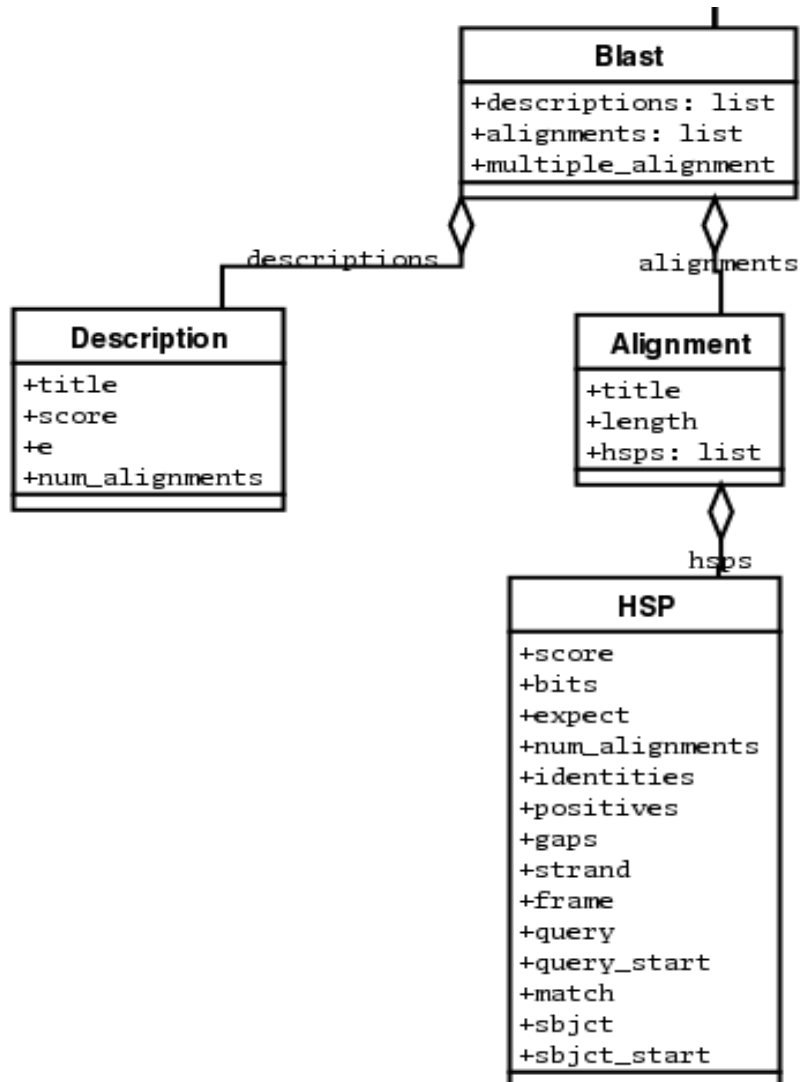 Blast
+descriptions: list
+alignments: list
+multiple_alignment
descriptions
alignments
Description
+title
+score
+e
+num_alignments
Alignment
+title
+length
+hsps: list
hsps
HSP
+score
+bits
+expect
+num_alignments
+identities
+positives
+gaps
+strand
+frame
+query
+query_start
+match
+sbjct
+sbjct_start